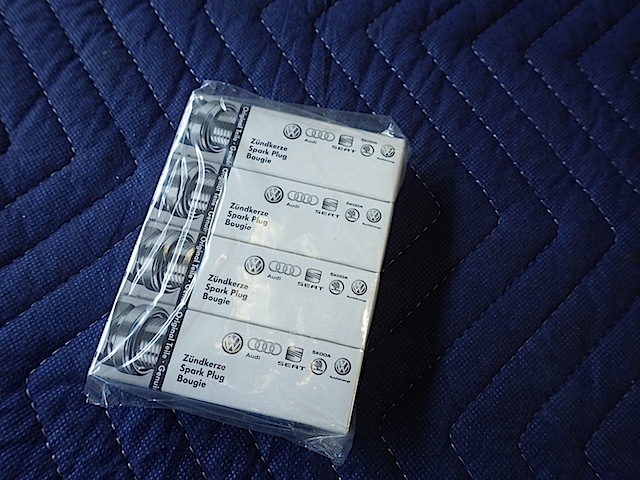 Zündkerze
Spark Plug
Bougie
Audi
SEAT
ŠKODA
Zündkerze
Spark Plug
Bougie
Audi
SEAT
ŠKODA
Zündkerze
Spark Plug
Bougie
Audi
SEAT
ŠKODA
Zündkerze
Spark Plug
Bougie
Audi
SEAT
ŠKODA
Original Teile